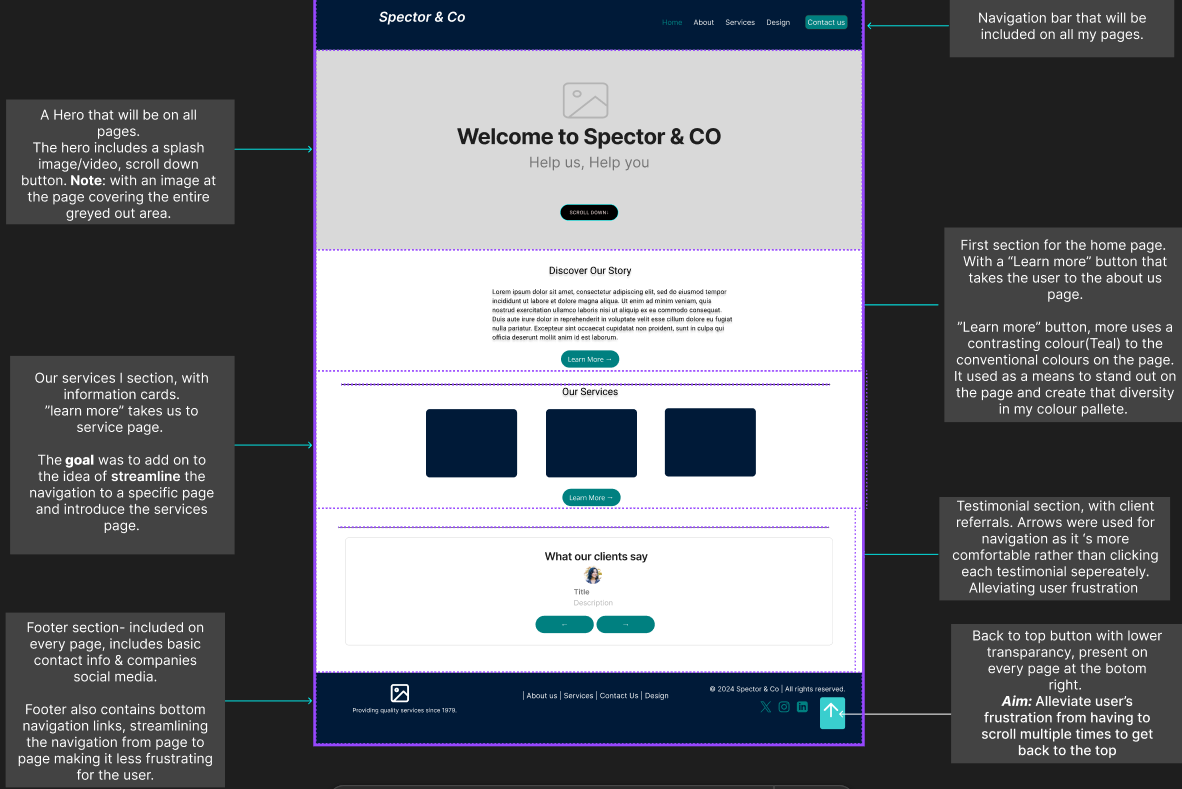 Spector & Co
Home
About
Services
Design
Contact us
Navigation bar that will be
included on all my pages.
A Hero that will be on all
pages.
The hero includes a splash
image/video, scroll down
button. Note: with an image at
the page covering the entire
greyed out area.
Welcome to Spector & CO
Help us, Help you
SCROLL DOWN↓
First section for the home page.
With a “Learn more” button that
takes the user to the about us
page.
”Learn more” button, more uses a
contrasting colour(Teal) to the
conventional colours on the page.
It used as a means to stand out on
the page and create that diversity
in my colour pallete.
Discover Our Story
Lorem ipsum dolor sit amet, consectetur adipiscing elit, sed do eiusmod tempor
incididunt ut labore et dolore magna aliqua. Ut enim ad minim veniam, quis
nostrud exercitation ullamco laboris nisi ut aliquip ex ea commodo consequat.
Duis aute irure dolor in reprehenderit in voluptate velit esse cillum dolore eu fugiat
nulla pariatur. Excepteur sint occaecat cupidatat non proident, sunt in culpa qui
officia deserunt mollit anim id est laborum.
Learn More →
Our services I section, with
information cards.
”learn more” takes us to
service page.
The goal was to add on to
the idea of streamline the
navigation to a specific page
and introduce the services
page.
Our Services
Learn More →
Testimonial section, with client
referrals. Arrows were used for
navigation as it ‘s more
comfortable rather than clicking
each testimonial sepereately.
Alleviating user frustration
What our clients say
Title
Description
←
→
Footer section- included on
every page, includes basic
contact info & companies
social media.
Footer also contains bottom
navigation links, streamlining
the navigation from page to
page making it less frustrating
for the user.
Back to top button with lower
transparancy, present on
every page at the botom
right.
Aim: Alleviate user’s
frustration from having to
scroll multiple times to get
back to the top
Providing quality services since 1979.
| About us | Services | Contact Us | Design
© 2024 Spector & Co | All rights reserved.